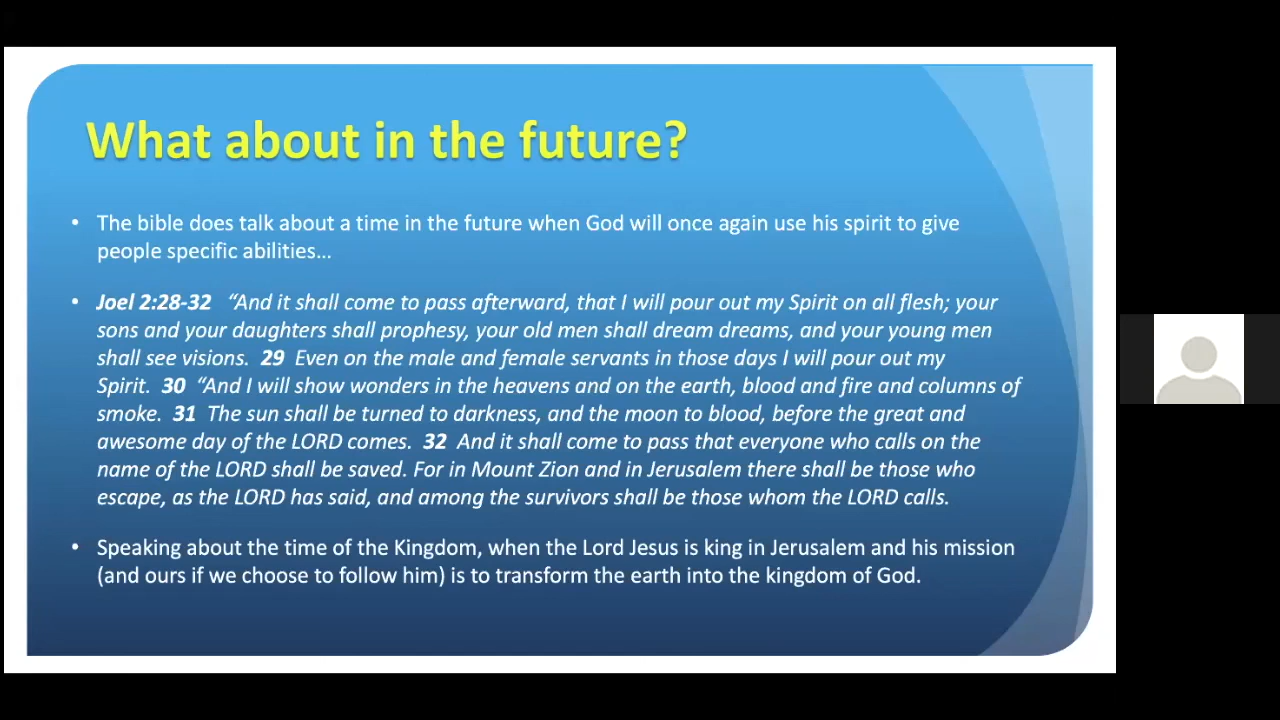 What about in the future?
• The bible does talk about a time in the future when God will once again use his spirit to give
people specific abilities...
• Joel 2:28-32 “And it shall come to pass afterward, that I will pour out my Spirit on all flesh; your
sons and your daughters shall prophesy, your old men shall dream dreams, and your young men
shall see visions. 29 Even on the male and female servants in those days I will pour out my
Spirit. 30 “And I will show wonders in the heavens and on the earth, blood and fire and columns of
smoke. 31 The sun shall be turned to darkness, and the moon to blood, before the great and
awesome day of the LORD comes. 32 And it shall come to pass that everyone who calls on the
name of the LORD shall be saved. For in Mount Zion and in Jerusalem there shall be those who
escape, as the LORD has said, and among the survivors shall be those whom the LORD calls.
• Speaking about the time of the Kingdom, when the Lord Jesus is king in Jerusalem and his mission
(and ours if we choose to follow him) is to transform the earth into the kingdom of God.